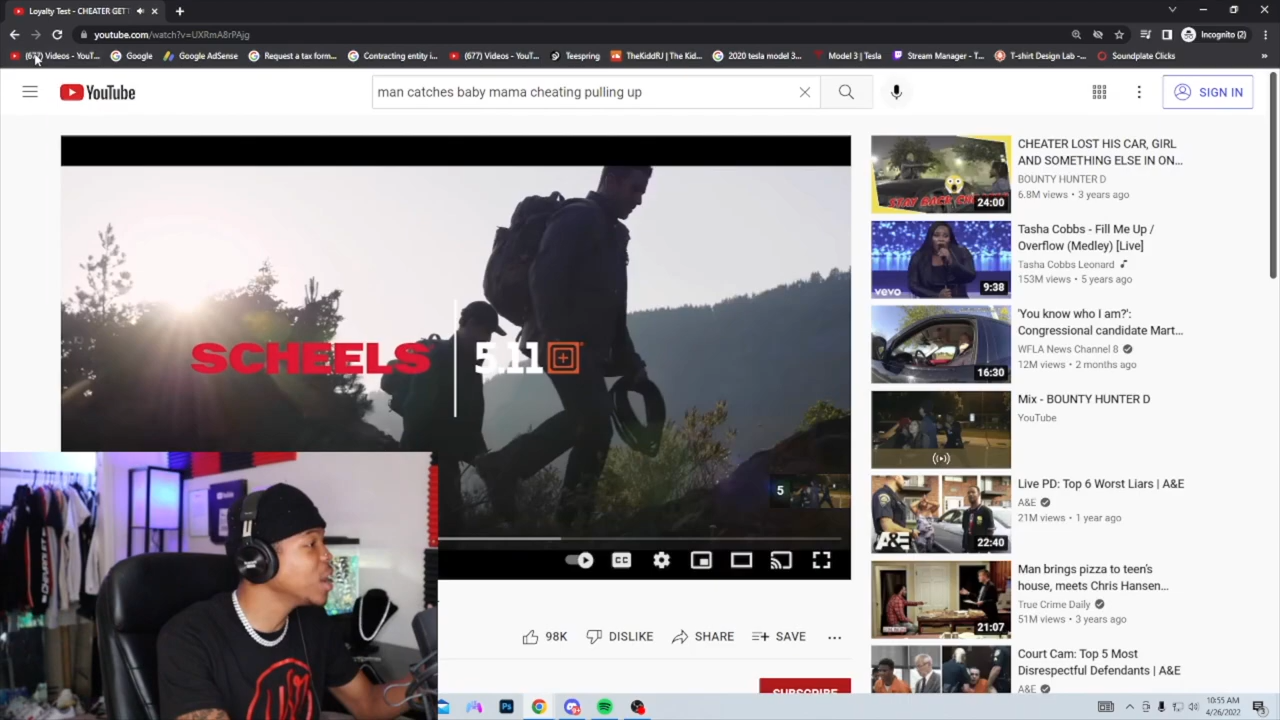 Loyalty Test - CHEATER GET
youtube.com/watch?v=UXRmA8rPAjg
Incognito (2)
(677) Videos - YouT...
Google
Google AdSense
Request a tax form...
Contracting entity i...
(677) Videos - YouT...
Teespring
TheKiddRJ | The Kid...
2020 tesla model 3...
Model 3 | Tesla
Stream Manager - T...
T-shirt Design Lab -...
Soundplate Clicks
YouTube
man catches baby mama cheating pulling up
SIGN IN
SCHEELS
5.11
5
CC
98K
DISLIKE
SHARE
SAVE
SUBSCRIBE
24:00
CHEATER LOST HIS CAR, GIRL
AND SOMETHING ELSE IN ON...
BOUNTY HUNTER D
6.8M views • 3 years ago
vevo
9:38
Tasha Cobbs - Fill Me Up /
Overflow (Medley) [Live]
Tasha Cobbs Leonard
153M views • 5 years ago
16:30
'You know who I am?':
Congressional candidate Mart...
WFLA News Channel 8
12M views • 2 months ago
Mix - BOUNTY HUNTER D
YouTube
A&E
22:40
Live PD: Top 6 Worst Liars | A&E
A&E
21M views • 1 year ago
21:07
Man brings pizza to teen's
house, meets Chris Hansen...
True Crime Daily
51M views • 3 years ago
Court Cam: Top 5 Most
Disrespectful Defendants | A&E
A&E
Ps
10:55 AM
4/26/2022